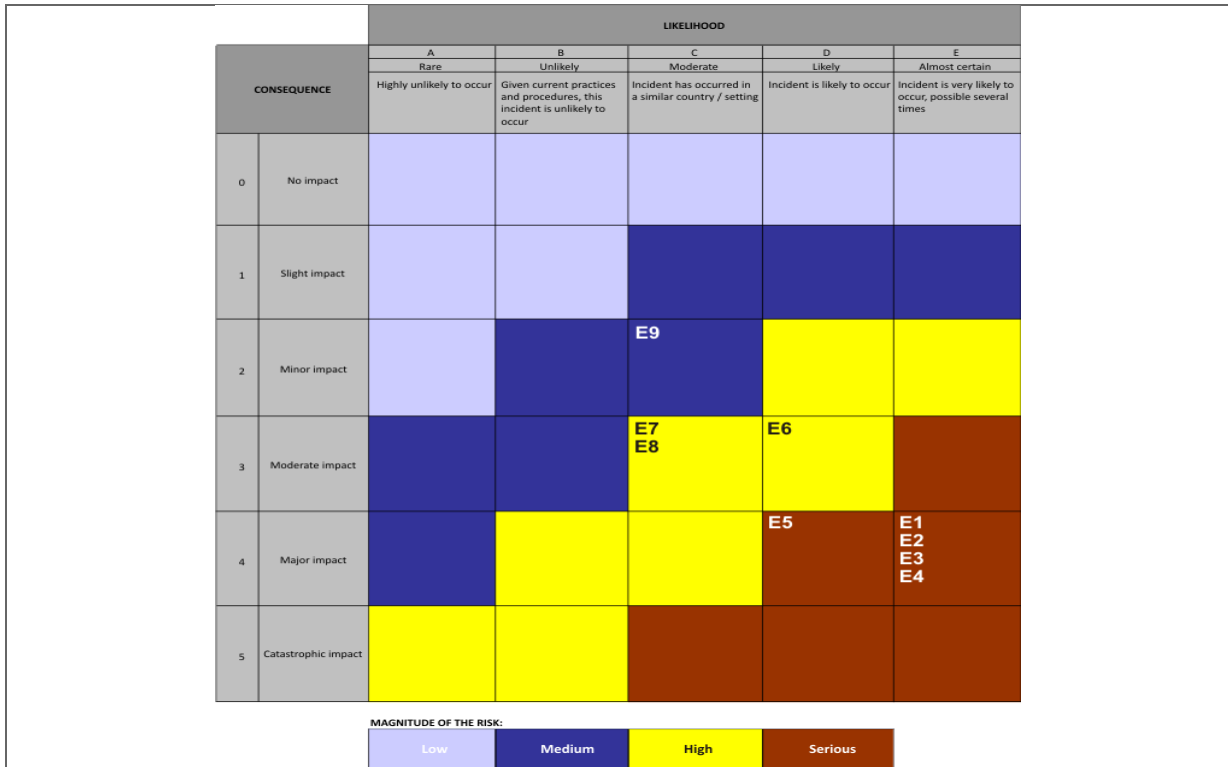 LIKELIHOOD
CONSEQUENCE
A
B
C
D
E
Rare
Unlikely
Moderate
Likely
Almost certain
Highly unlikely to occur
Given current practices
and procedures, this
incident is unlikely to
occur
Incident has occurred in
a similar country / setting
Incident is likely to occur
Incident is very likely to
occur, possible several
times
0
No impact
1
Slight impact
2
Minor impact
E9
3
Moderate impact
E7
E8
E6
4
Major impact
E5
E1
E2
E3
E4
5
Catastrophic impact
MAGNITUDE OF THE RISK:
Low
Medium
High
Serious